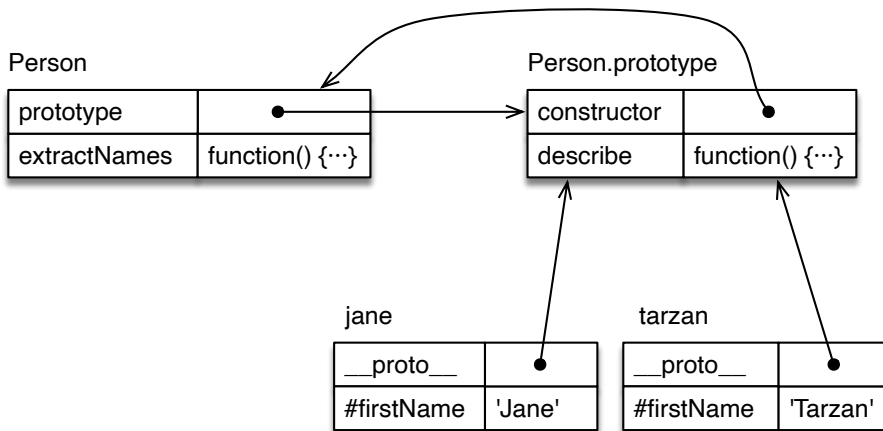 Person
prototype
extractNames function() {···}
Person.prototype
constructor
describe function() {···}
jane
__proto__
#firstName 'Jane'
tarzan
__proto__
#firstName 'Tarzan'